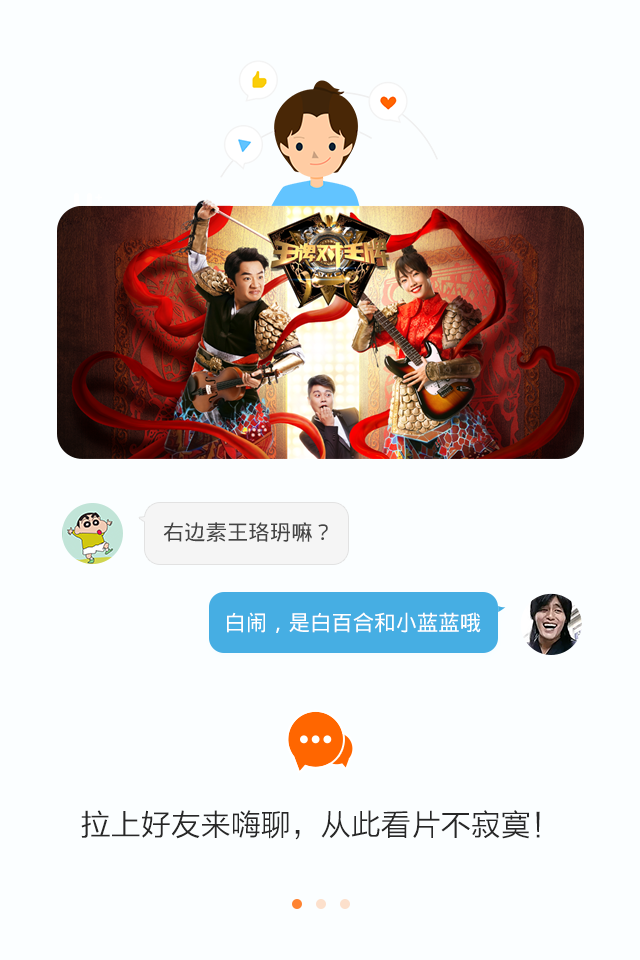 王牌对王牌
右边素王珞玬嘛？
白闹，是白百合和小蓝蓝哦
拉上好友来嗨聊，从此看片不寂寞！